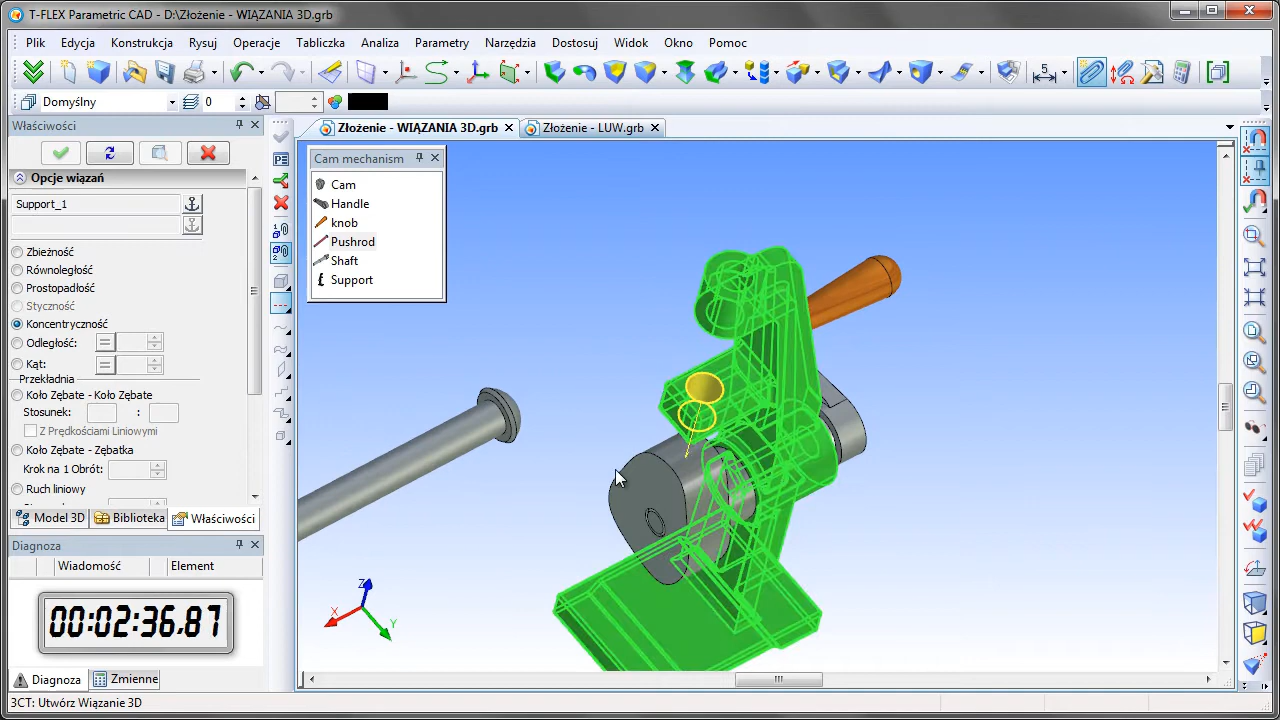 T-FLEX Parametric CAD - D:\Złożenie - WIĄZANIA 3D.grb
Plik Edycja Konstrukcja Rysuj Operacje Tabliczka Analiza Parametry Narzędzia Dostosuj Widok Okno Pomoc
5
Domyślny 0
Właściwości
Złożenie - WIĄZANIA 3D.grb Złożenie - LUW.grb
Opcje wiązań
Support_1
Zbieżność
Równoległość
Prostopadłość
Styczność
Koncentryczność
Odległość:
Kąt:
Przekładnia
Koło Zębate - Koło Zębate
Stosunek: :
Z Prędkościami Liniowymi
Koło Zębate - Zębatka
Krok na 1 Obrót:
Ruch liniowy
Model 3D Biblioteka Właściwości
PE
Cam mechanism
Cam
Handle
knob
Pushrod
Shaft
Support
Z
X
Y
Diagnoza
Wiadomość Element
00:02:36.87
Diagnoza Zmienne
3CT: Utwórz Wiązanie 3D